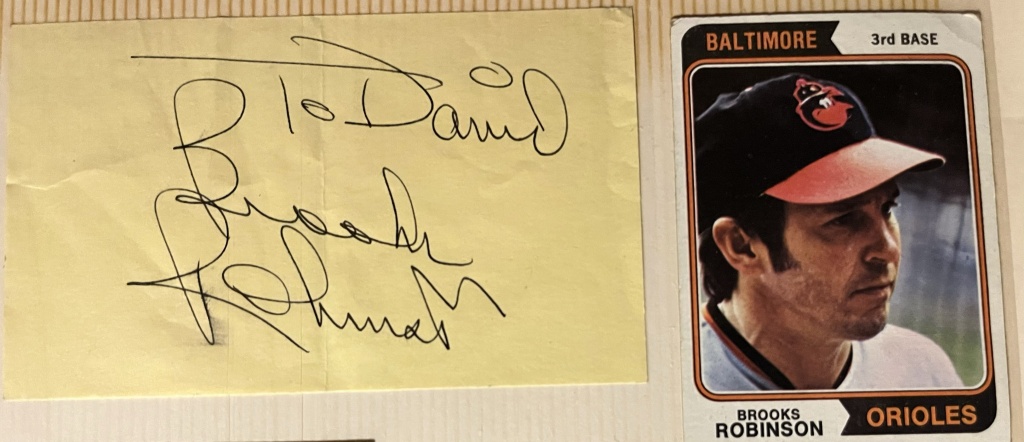 To David
Brooks
Robinson
BALTIMORE
3rd BASE
BROOKS
ROBINSON
ORIOLES